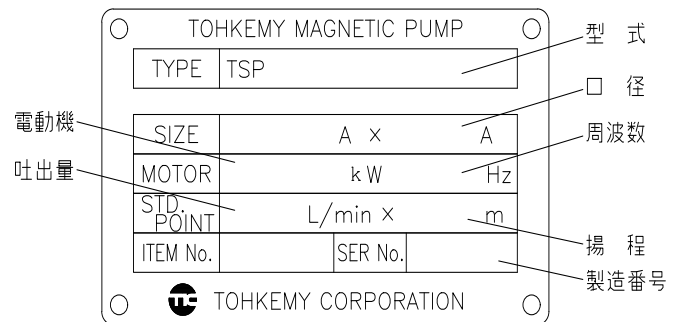 TOHKEMY MAGNETIC PUMP
型 式
TYPE TSP
口 径
電動機
SIZE A × A
周波数
吐出量
MOTOR kW Hz
STD. POINT L/min × m
揚 程
ITEM No. SER No.
製造番号
TOHKEMY CORPORATION